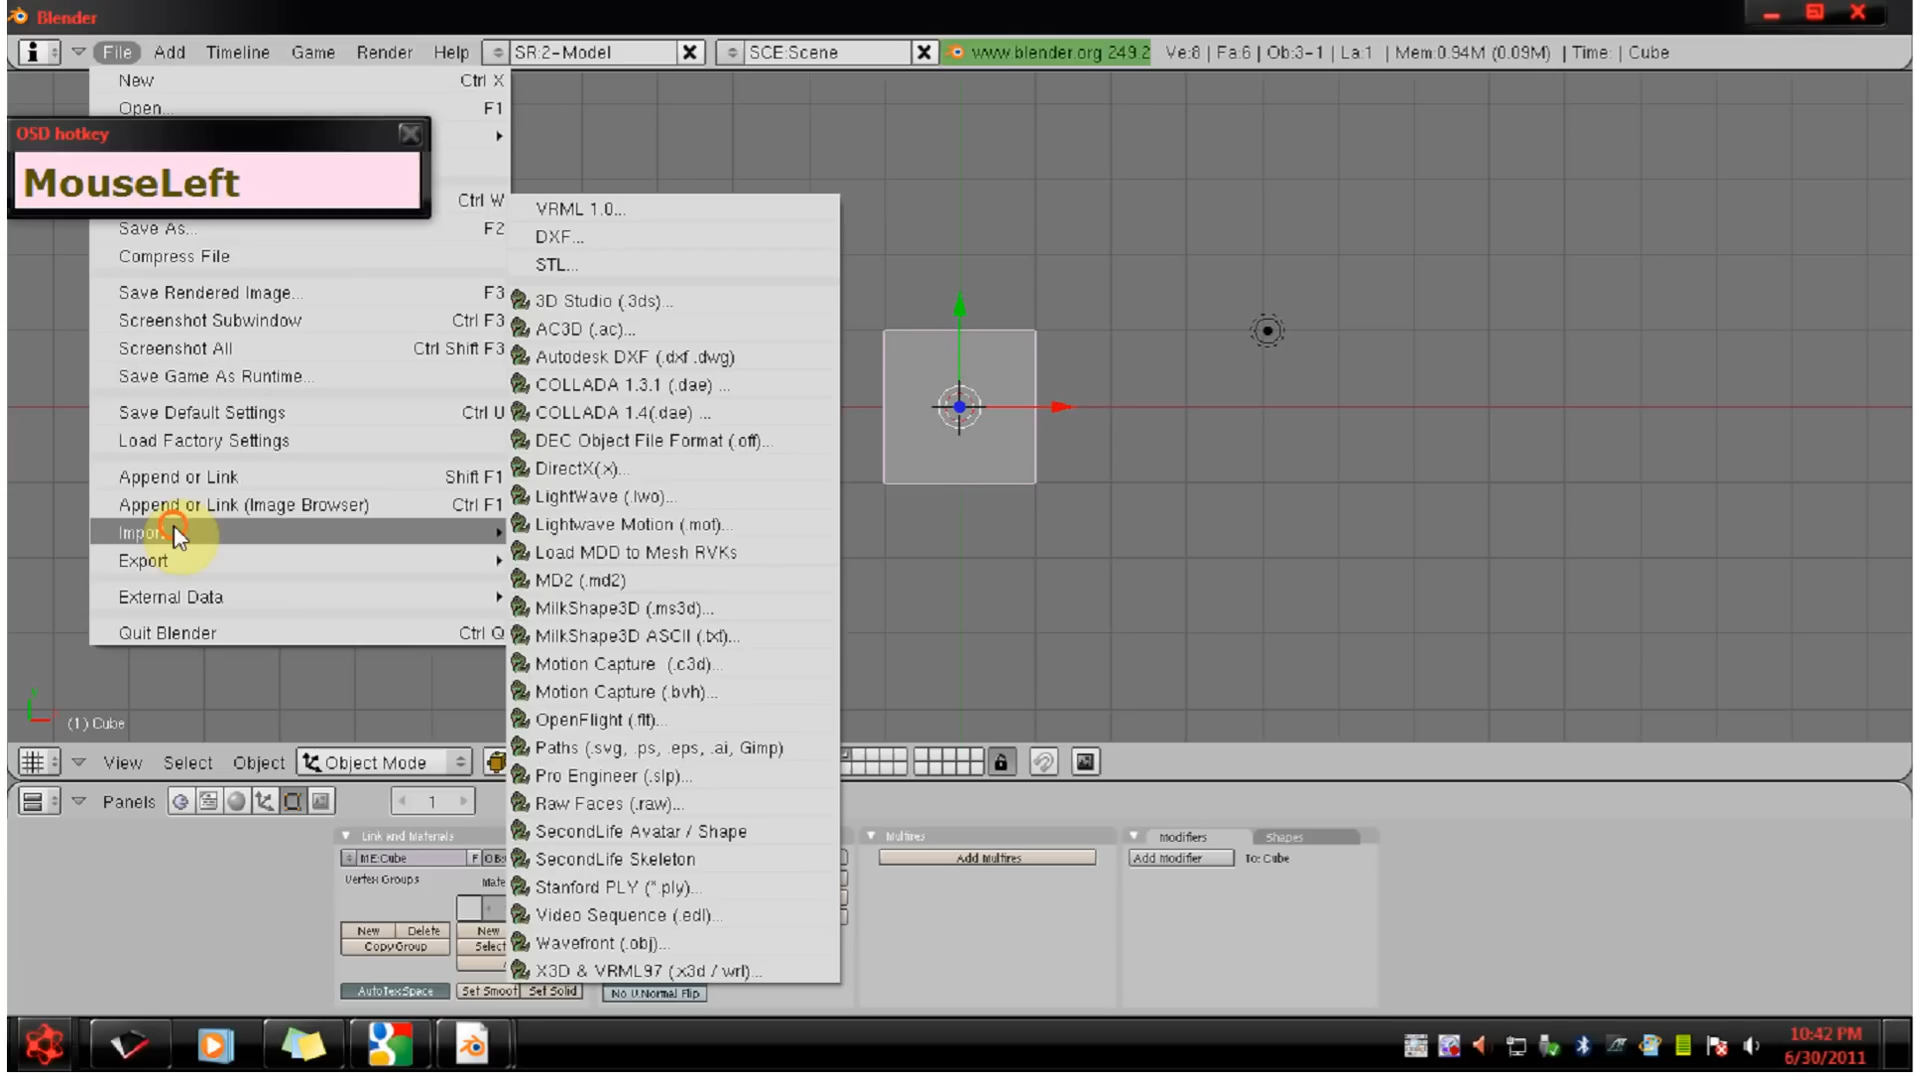 Blender
File Add Timeline Game Render Help SR:2-Model SCE:Scene www.blender.org 249.2 Ve:8 | Fa:6 | Ob:3-1 | La:1 | Mem:0.94M (0.09M) | Time: | Cube
New Ctrl X
Open... F1
OSD hotkey
MouseLeft
Ctrl W
Save As... F2
Compress File
Save Rendered Image... F3
Screenshot Subwindow Ctrl F3
Screenshot All Ctrl Shift F3
Save Game As Runtime...
Save Default Settings Ctrl U
Load Factory Settings
Append or Link Shift F1
Append or Link (Image Browser) Ctrl F1
Import
Export
External Data
Quit Blender Ctrl Q
VRML 1.0...
DXF...
STL...
3D Studio (.3ds)...
AC3D (.ac)...
Autodesk DXF (.dxf .dwg)
COLLADA 1.3.1 (.dae) ...
COLLADA 1.4(.dae) ...
DEC Object File Format (.off)...
DirectX(.x)...
LightWave (.lwo)...
Lightwave Motion (.mot)...
Load MDD to Mesh RVKs
MD2 (.md2)
MilkShape3D (.ms3d)...
MilkShape3D ASCII (.txt)...
Motion Capture (.c3d)...
Motion Capture (.bvh)...
OpenFlight (.flt)...
Paths (.svg, .ps, .eps, .ai, Gimp)
Pro Engineer (.slp)...
Raw Faces (.raw)...
SecondLife Avatar / Shape
SecondLife Skeleton
Stanford PLY (*.ply)...
Video Sequence (.edl)...
Wavefront (.obj)...
X3D & VRML97 (.x3d / wrl)...
(1) Cube
View Select Object Object Mode
Panels 1
Link and Materials
ME:Cube F
Vertex Groups
New Delete New
Copy Group Select
AutoTexSpace Set Smoot Set Solid No V.Normal Flip
Multires
Add Multires
Modifiers Shapes
Add Modifier To: Cube
10:42 PM
6/30/2011